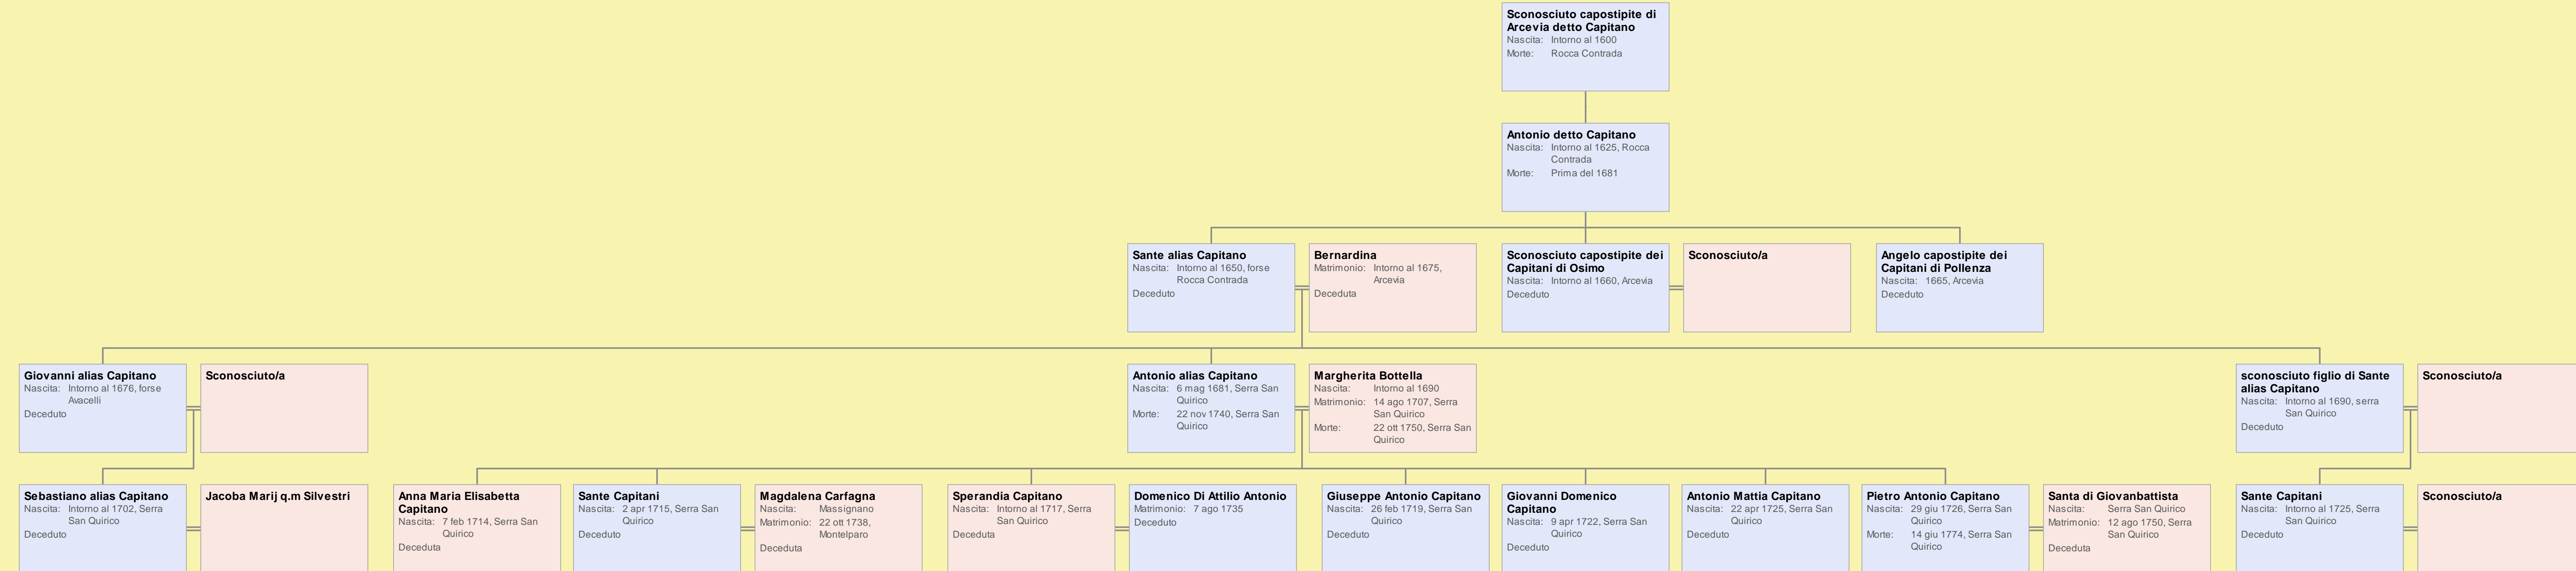 Sconosciuto capostipite di
Arcevia detto Capitano
Nascita: Intorno al 1600
Morte: Rocca Contrada
Antonio detto Capitano
Nascita: Intorno al 1625, Rocca
Contrada
Morte: Prima del 1681
Sante alias Capitano
Nascita: Intorno al 1650, forse
Rocca Contrada
Deceduto
Bernardina
Matrimonio: Intorno al 1675,
Arcevia
Deceduta
Sconosciuto capostipite dei
Capitani di Osimo
Nascita: Intorno al 1660, Arcevia
Deceduto
Sconosciuto/a
Angelo capostipite dei
Capitani di Pollenza
Nascita: 1665, Arcevia
Deceduto
Giovanni alias Capitano
Nascita: Intorno al 1676, forse
Avacelli
Deceduto
Sconosciuto/a
Antonio alias Capitano
Nascita: 6 mag 1681, Serra San
Quirico
Morte: 22 nov 1740, Serra San
Quirico
Margherita Bottella
Nascita: Intorno al 1690
Matrimonio: 14 ago 1707, Serra
San Quirico
Morte: 22 ott 1750, Serra San
Quirico
sconosciuto figlio di Sante
alias Capitano
Nascita: Intorno al 1690, serra
San Quirico
Deceduto
Sconosciuto/a
Sebastiano alias Capitano
Nascita: Intorno al 1702, Serra
San Quirico
Deceduto
Jacoba Marij q.m Silvestri
Anna Maria Elisabetta
Capitano
Nascita: 7 feb 1714, Serra San
Quirico
Deceduta
Sante Capitani
Nascita: 2 apr 1715, Serra San
Quirico
Deceduto
Magdalena Carfagna
Nascita: Massignano
Matrimonio: 22 ott 1738,
Montelparo
Deceduta
Sperandia Capitano
Nascita: Intorno al 1717, Serra
San Quirico
Deceduta
Domenico Di Attilio Antonio
Matrimonio: 7 ago 1735
Deceduto
Giuseppe Antonio Capitano
Nascita: 26 feb 1719, Serra San
Quirico
Deceduto
Giovanni Domenico
Capitano
Nascita: 9 apr 1722, Serra San
Quirico
Deceduto
Antonio Mattia Capitano
Nascita: 22 apr 1725, Serra San
Quirico
Deceduto
Pietro Antonio Capitano
Nascita: 29 giu 1726, Serra San
Quirico
Morte: 14 giu 1774, Serra San
Quirico
Santa di Giovanbattista
Nascita: Serra San Quirico
Matrimonio: 12 ago 1750, Serra
San Quirico
Deceduta
Sante Capitani
Nascita: Intorno al 1725, Serra
San Quirico
Deceduto
Sconosciuto/a